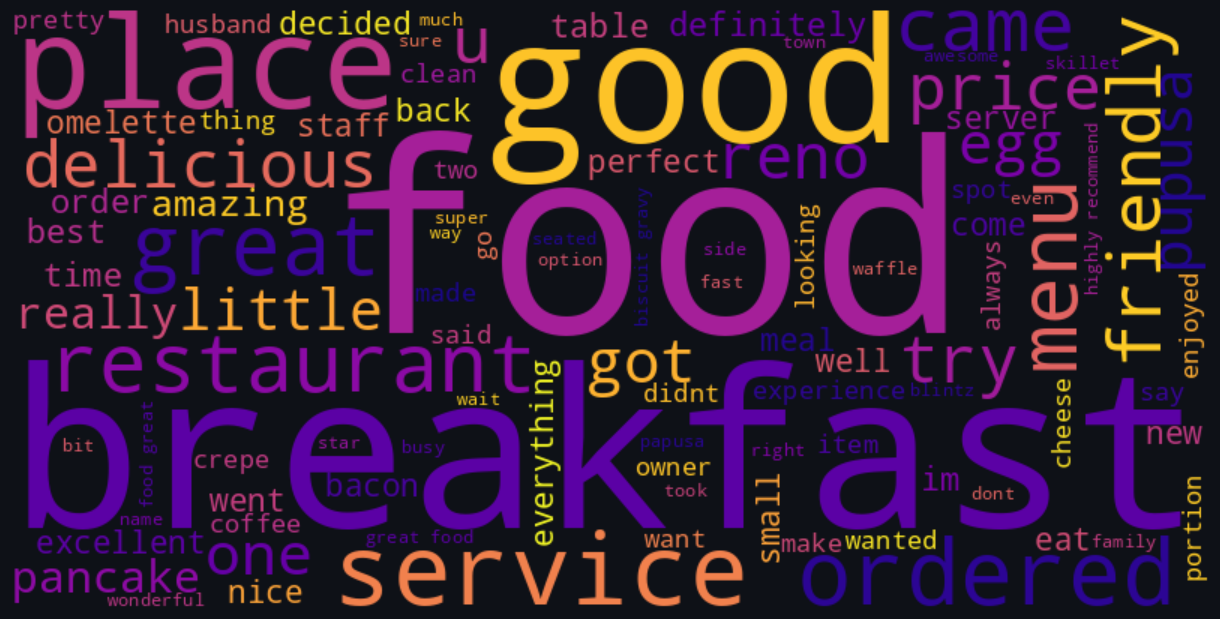 pretty
husband
decided
much
sure
u
table
definitely
town
came
awesome
skillet
friendly
place
clean
good
price
pupusa
omelette
thing
staff
back
server
delicious
two
perfect
reno
egg
highly recommend
order
amazing
food
spot
even
menu
best
great
super
way
go
seated
option
biscuit gravy
side
fast
looking
waffle
come
always
time
made
really
little
said
enjoyed
restaurant
got
meal
well
try
didnt
experience
blintz
cheese
say
wait
everything
breakfast
new
bit
food great
star
busy
papusa
right
item
crepe
bacon
owner
took
im
dont
went
small
portion
name
coffee
excellent
one
great food
want
make
wanted
eat
family
pancake
service
ordered
wonderful
nice